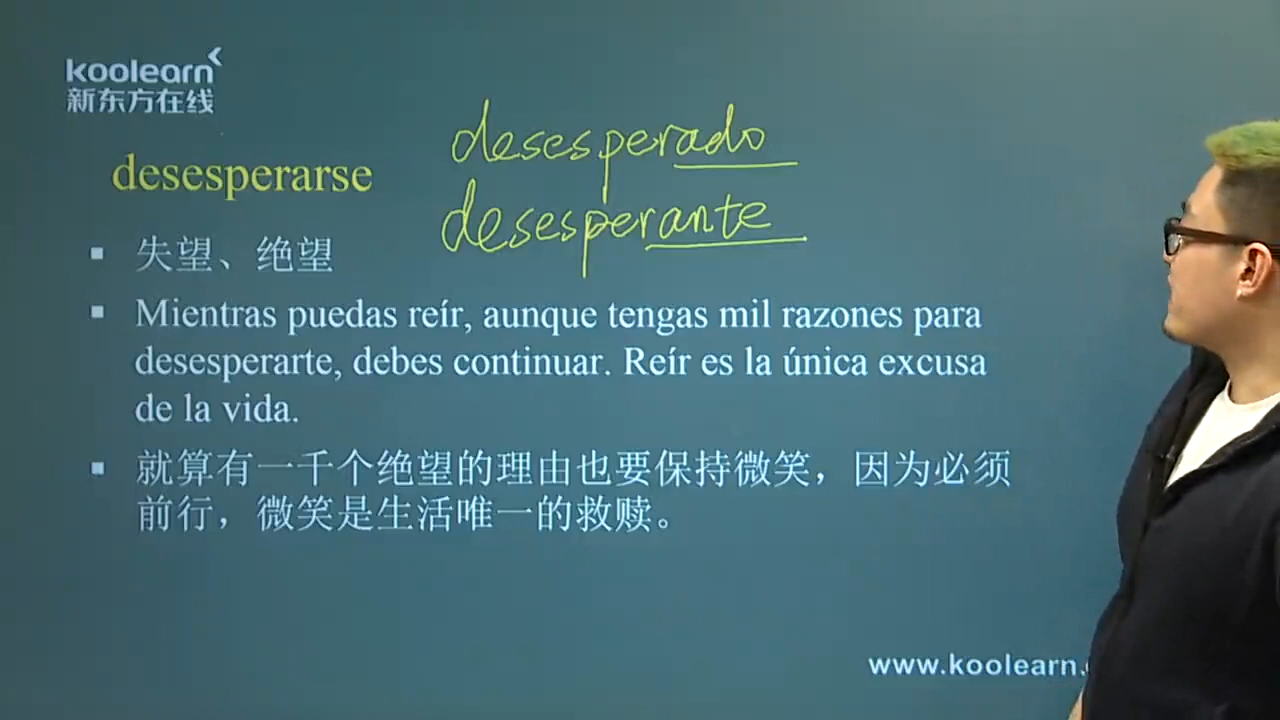 koolearn
新东方在线
desesperado
desesperarse
desesperante
▪ 失望、绝望
▪ Mientras puedas reír, aunque tengas mil razones para
desesperarte, debes continuar. Reír es la única excusa
de la vida.
▪ 就算有一千个绝望的理由也要保持微笑，因为必须
前行，微笑是生活唯一的救赎。
www.koolearn.